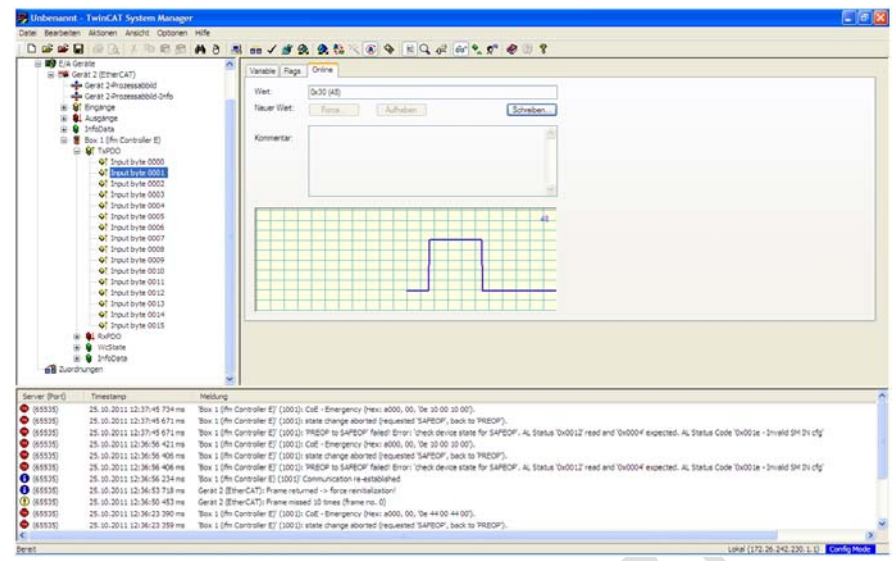 Unbenannt - TwinCAT System Manager
Datei Bearbeiten Aktionen Ansicht Optionen Hilfe
E/A Geräte
Gerät 2 (EtherCAT)
Gerät 2-Prozessabbild
Gerät 2-Prozessabbild-Info
Eingänge
Ausgänge
InfoData
Box 1 (ifm Controller E)
TxPDO
Input byte 0000
Input byte 0001
Input byte 0002
Input byte 0003
Input byte 0004
Input byte 0005
Input byte 0006
Input byte 0007
Input byte 0008
Input byte 0009
Input byte 0010
Input byte 0011
Input byte 0012
Input byte 0013
Input byte 0014
Input byte 0015
RxPDO
WcState
InfoData
Zuordnungen
Variable Flags Online
Wert: 0x30 (48)
Neuer Wert: Force... Aufheben Schreiben...
Kommentar:
48
Server (Port) Timestamp Meldung
(65535) 25.10.2011 12:37:45 734 ms 'Box 1 (ifm Controller E)' (1001): CoE - Emergency (Hex: a000, 00, '0e 10 00 10 00').
(65535) 25.10.2011 12:37:45 671 ms 'Box 1 (ifm Controller E)' (1001): state change aborted (requested 'SAFEOP', back to 'PREOP').
(65535) 25.10.2011 12:37:45 671 ms 'Box 1 (ifm Controller E)' (1001): 'PREOP to SAFEOP' failed! Error: 'check device state for SAFEOP'. AL Status '0x0012' read and '0x0004' expected. AL Status Code '0x001e - Invalid SM IN cfg'
(65535) 25.10.2011 12:36:56 421 ms 'Box 1 (ifm Controller E)' (1001): CoE - Emergency (Hex: a000, 00, '0e 10 00 10 00').
(65535) 25.10.2011 12:36:56 406 ms 'Box 1 (ifm Controller E)' (1001): state change aborted (requested 'SAFEOP', back to 'PREOP').
(65535) 25.10.2011 12:36:56 406 ms 'Box 1 (ifm Controller E)' (1001): 'PREOP to SAFEOP' failed! Error: 'check device state for SAFEOP'. AL Status '0x0012' read and '0x0004' expected. AL Status Code '0x001e - Invalid SM IN cfg'
(65535) 25.10.2011 12:36:56 234 ms 'Box 1 (ifm Controller E) (1001)' Communication re-established
(65535) 25.10.2011 12:36:53 718 ms Gerät 2 (EtherCAT): Frame returned -> force reinitialization!
(65535) 25.10.2011 12:36:50 453 ms Gerät 2 (EtherCAT): Frame missed 10 times (frame no. 0)
(65535) 25.10.2011 12:36:23 390 ms 'Box 1 (ifm Controller E)' (1001): CoE - Emergency (Hex: a000, 00, '0e 44 00 44 00').
(65535) 25.10.2011 12:36:23 359 ms 'Box 1 (ifm Controller E)' (1001): state change aborted (requested 'SAFEOP', back to 'PREOP').
Bereit Lokal (172.26.242.230.1.1) Config Mode